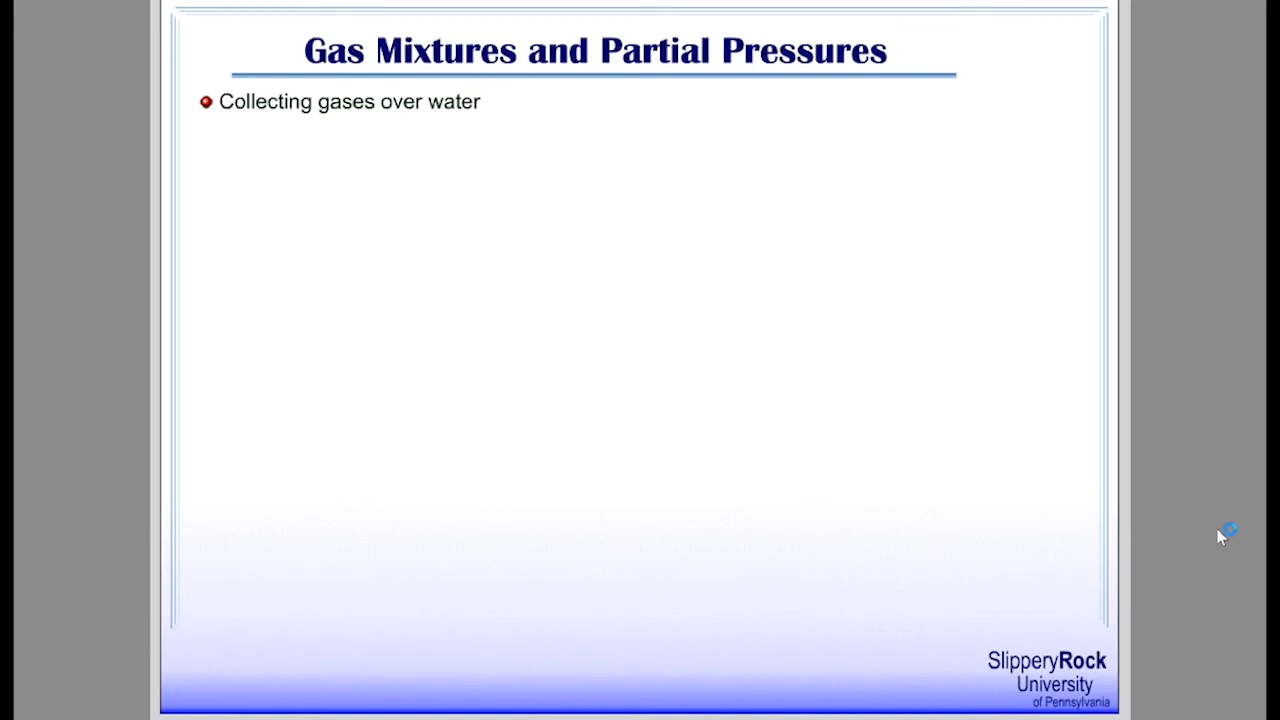 Gas Mixtures and Partial Pressures
Collecting gases over water
SlipperyRock
University
of Pennsylvania